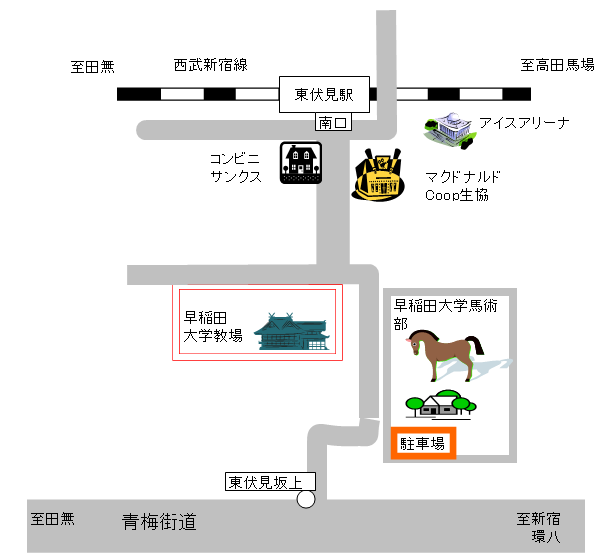 至田無
西武新宿線
至高田馬場
東伏見駅
南口
アイスアリーナ
コンビニ
サンクス
マクドナルド
Coop生協
早稲田
大学教場
早稲田大学馬術
部
駐車場
東伏見坂上
至田無
青梅街道
至新宿
環八